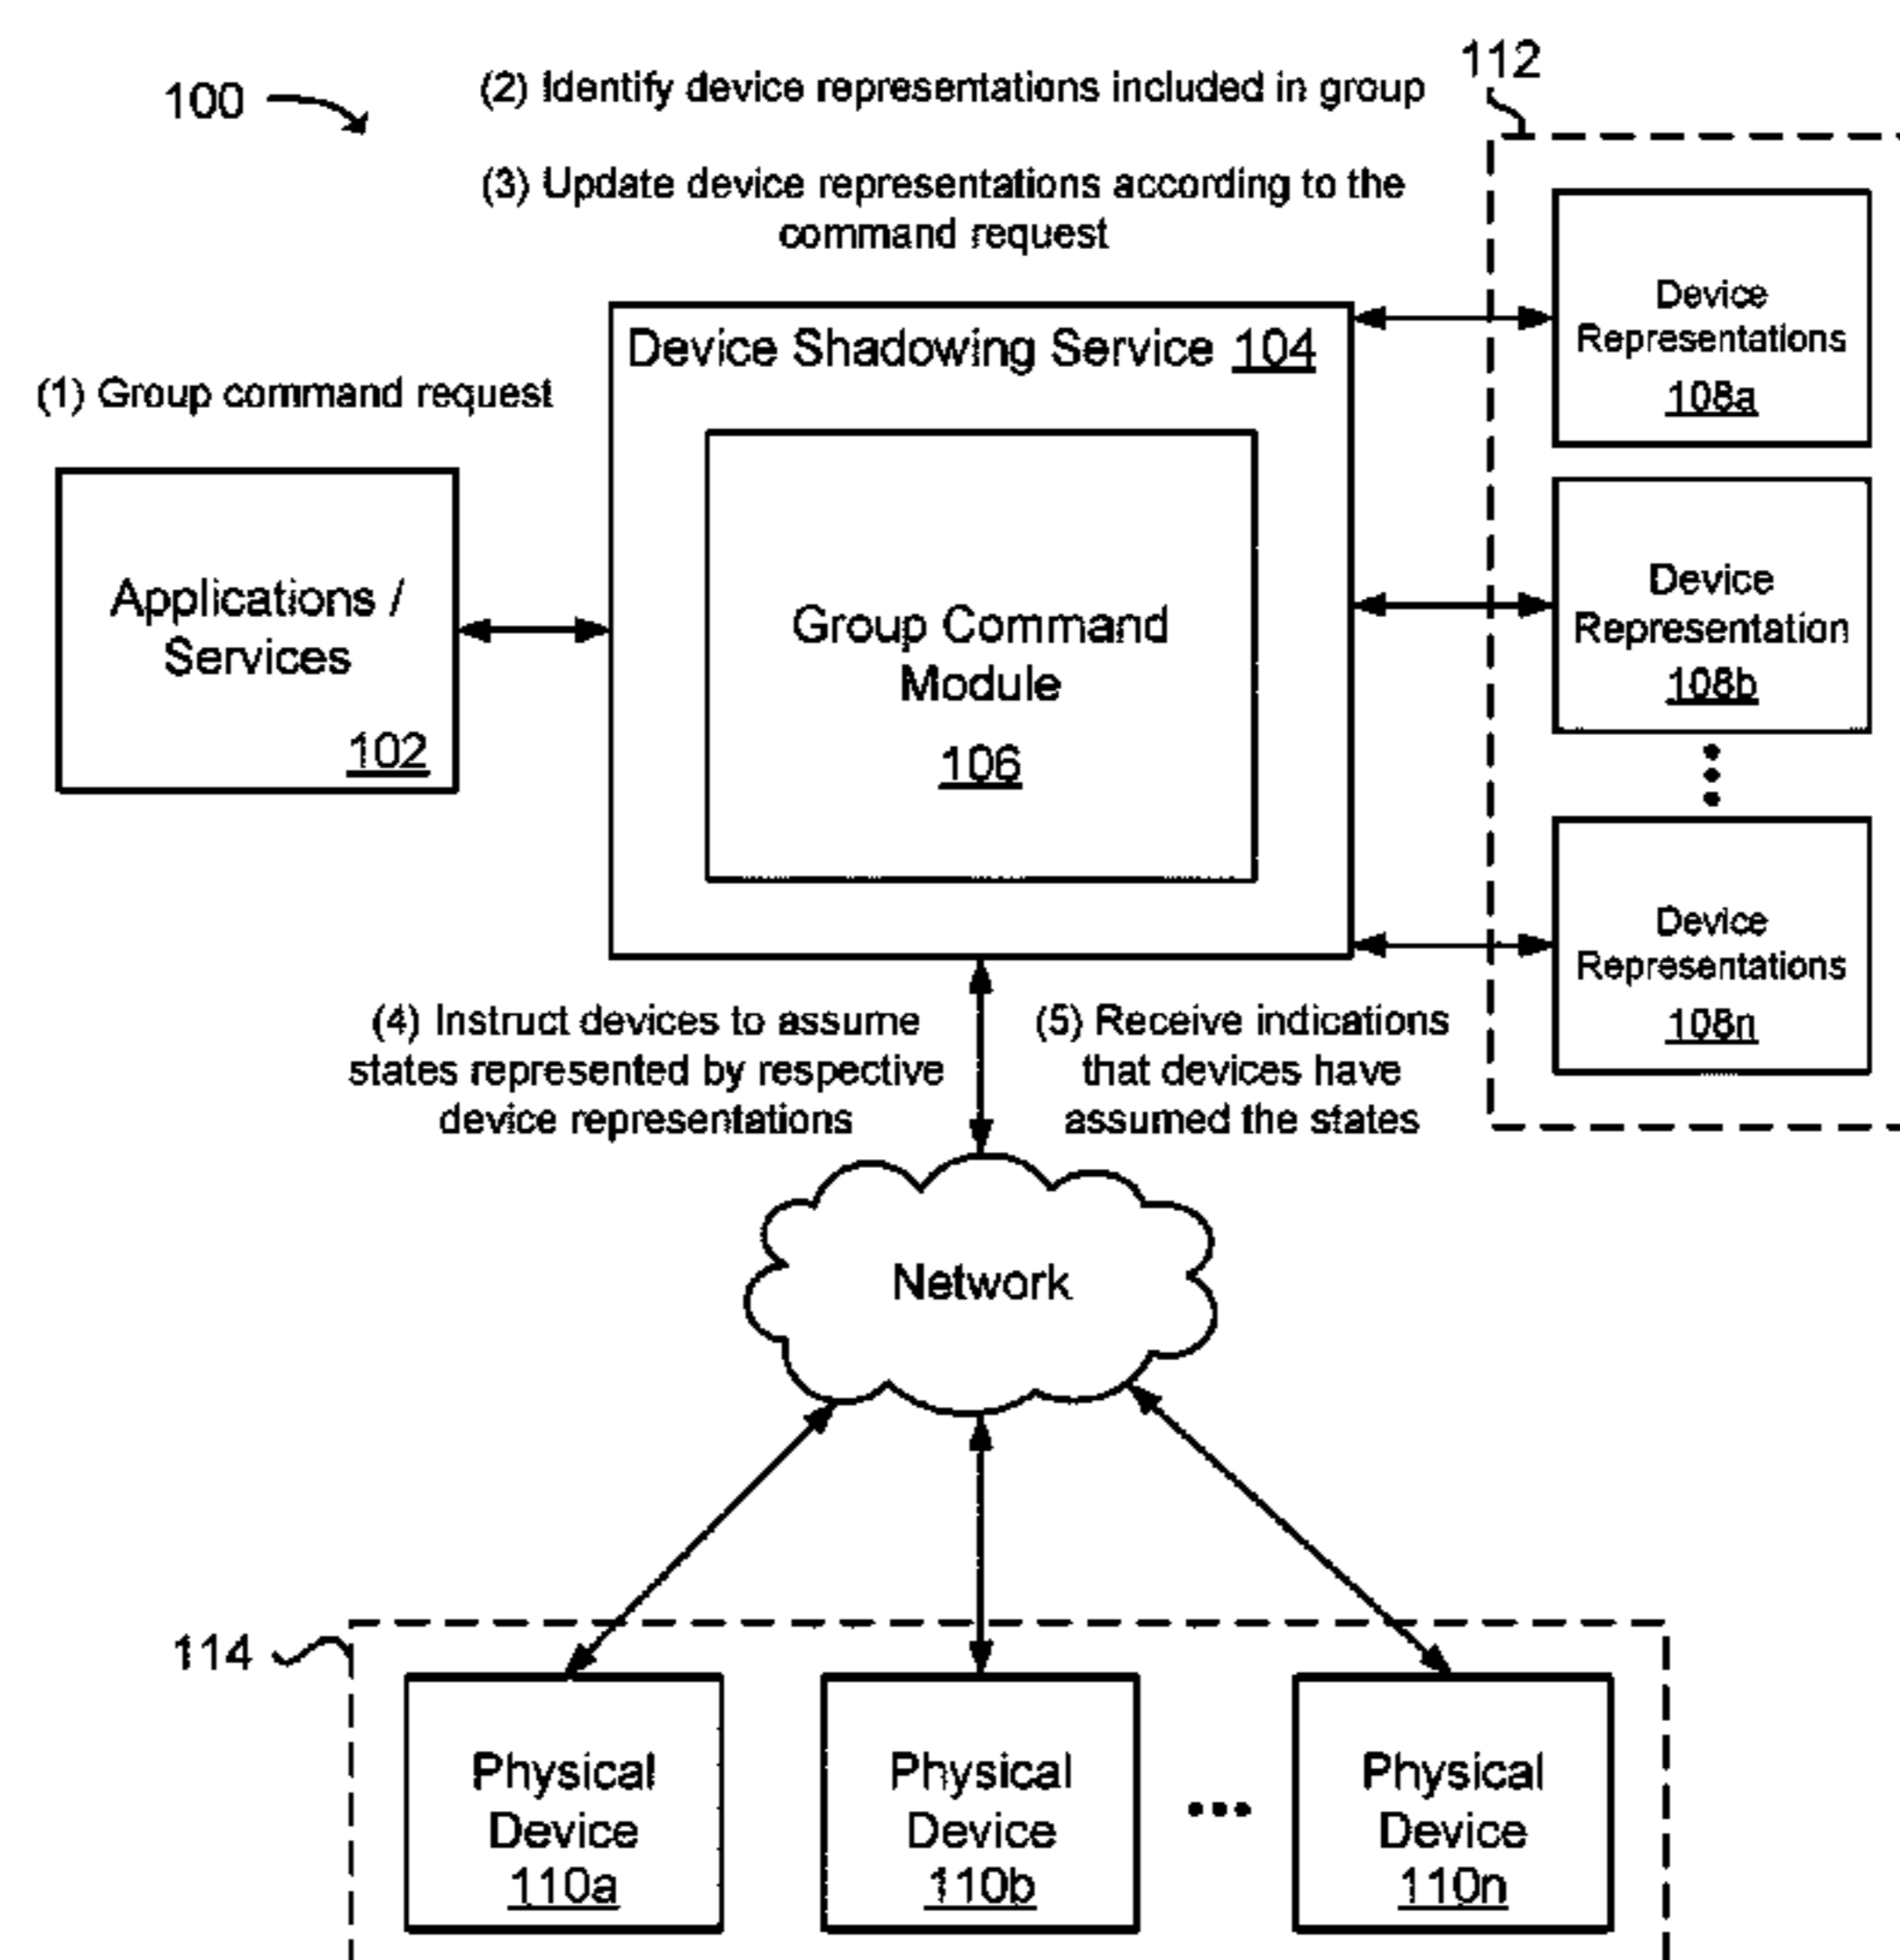 100
(2) Identify device representations included in group
112
(3) Update device representations according to the
command request
(1) Group command request
Device Shadowing Service 104
Applications /
Services
102
Group Command
Module
106
Device
Representations
108a
Device
Representation
108b
Device
Representations
108n
(4) Instruct devices to assume
states represented by respective
device representations
(5) Receive indications
that devices have
assumed the states
Network
114
Physical
Device
110a
Physical
Device
110b
Physical
Device
110n